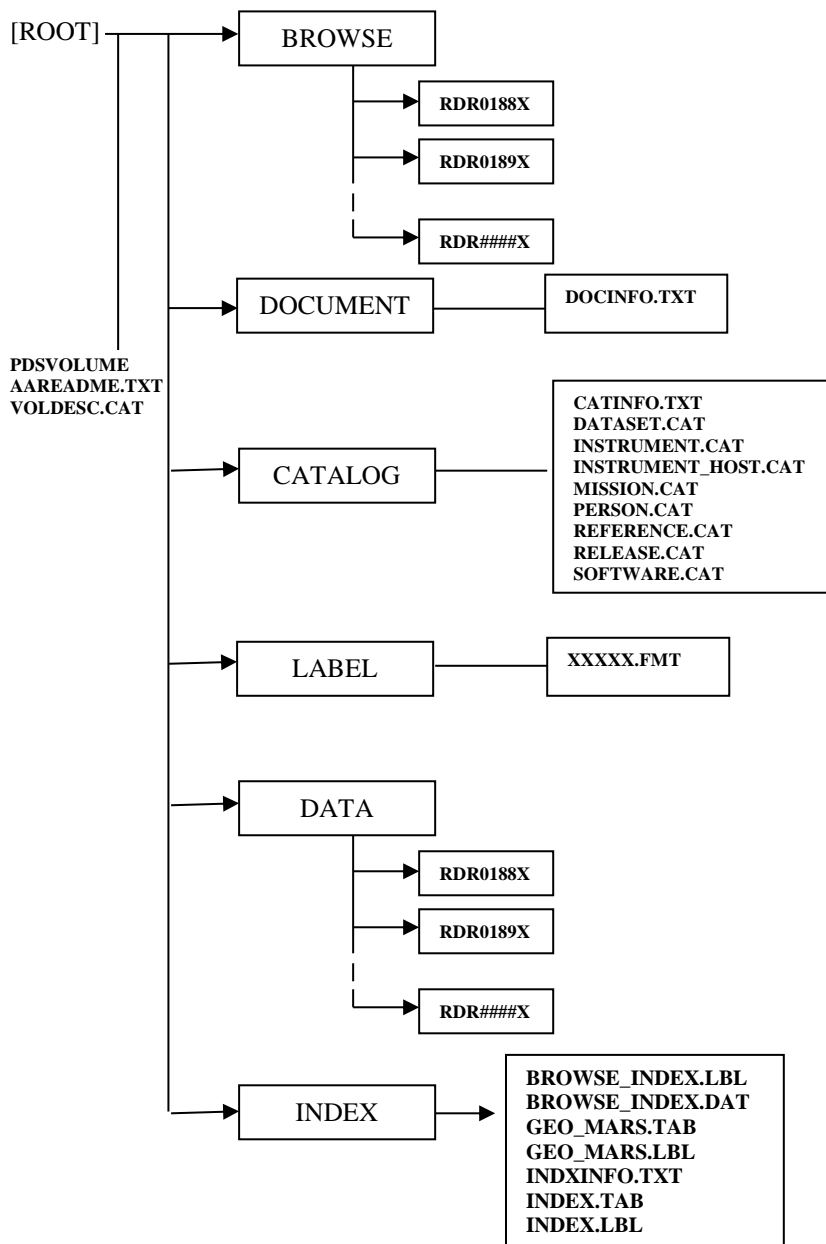 [ROOT]
BROWSE
RDR0188X
RDR0189X
RDR####X
DOCUMENT
DOCINFO.TXT
PDSVOLUME
AAREADME.TXT
VOLDESC.CAT
CATALOG
CATINFO.TXT
DATASET.CAT
INSTRUMENT.CAT
INSTRUMENT_HOST.CAT
MISSION.CAT
PERSON.CAT
REFERENCE.CAT
RELEASE.CAT
SOFTWARE.CAT
LABEL
XXXXX.FMT
DATA
RDR0188X
RDR0189X
RDR####X
INDEX
BROWSE_INDEX.LBL
BROWSE_INDEX.DAT
GEO_MARS.TAB
GEO_MARS.LBL
INDXINFO.TXT
INDEX.TAB
INDEX.LBL